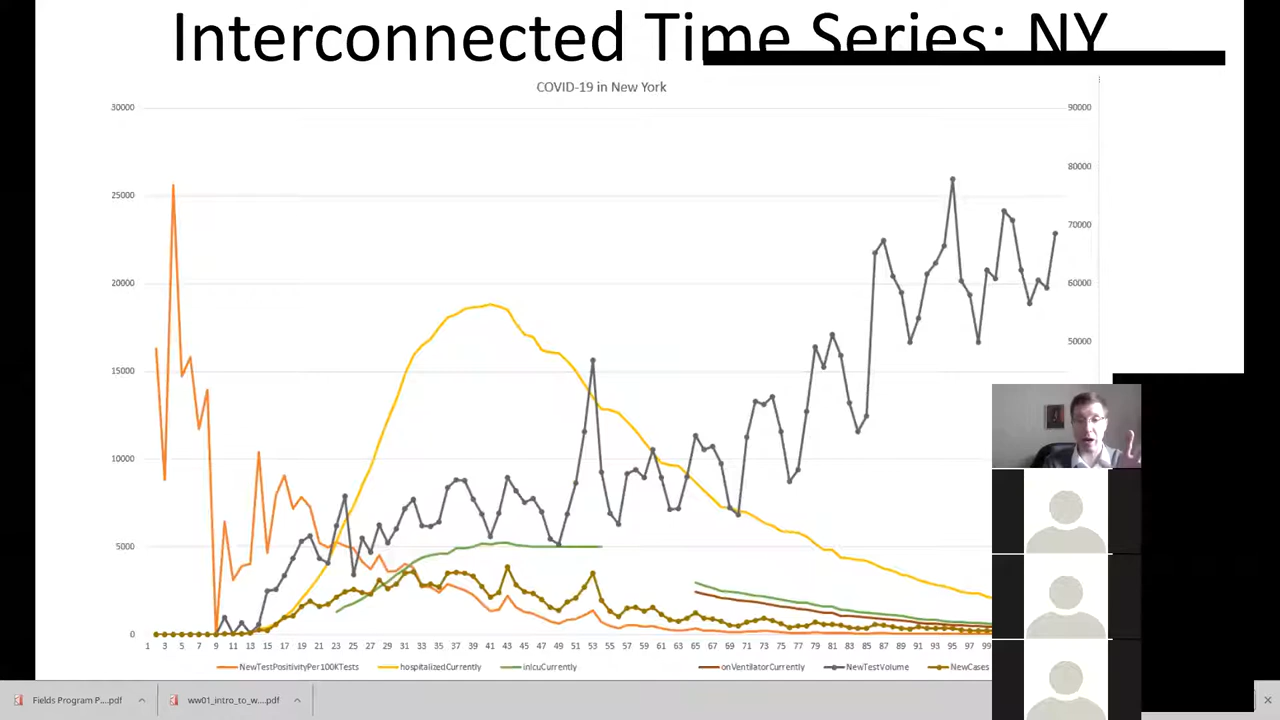 Interconnected Time Series: NY
COVID-19 in New York
30000
25000
20000
15000
10000
5000
0
90000
80000
70000
60000
50000
1 3 5 7 9 11 13 15 17 19 21 23 25 27 29 31 33 35 37 39 41 43 45 47 49 51 53 55 57 59 61 63 65 67 69 71 73 75 77 79 81 83 85 87 89 91 93 95 97 99
NewTestPositivityPer100KTests hospitalizedCurrently inIcuCurrently onVentilatorCurrently NewTestVolume NewCases
Fields Program P....pdf ww01_intro_to_w....pdf